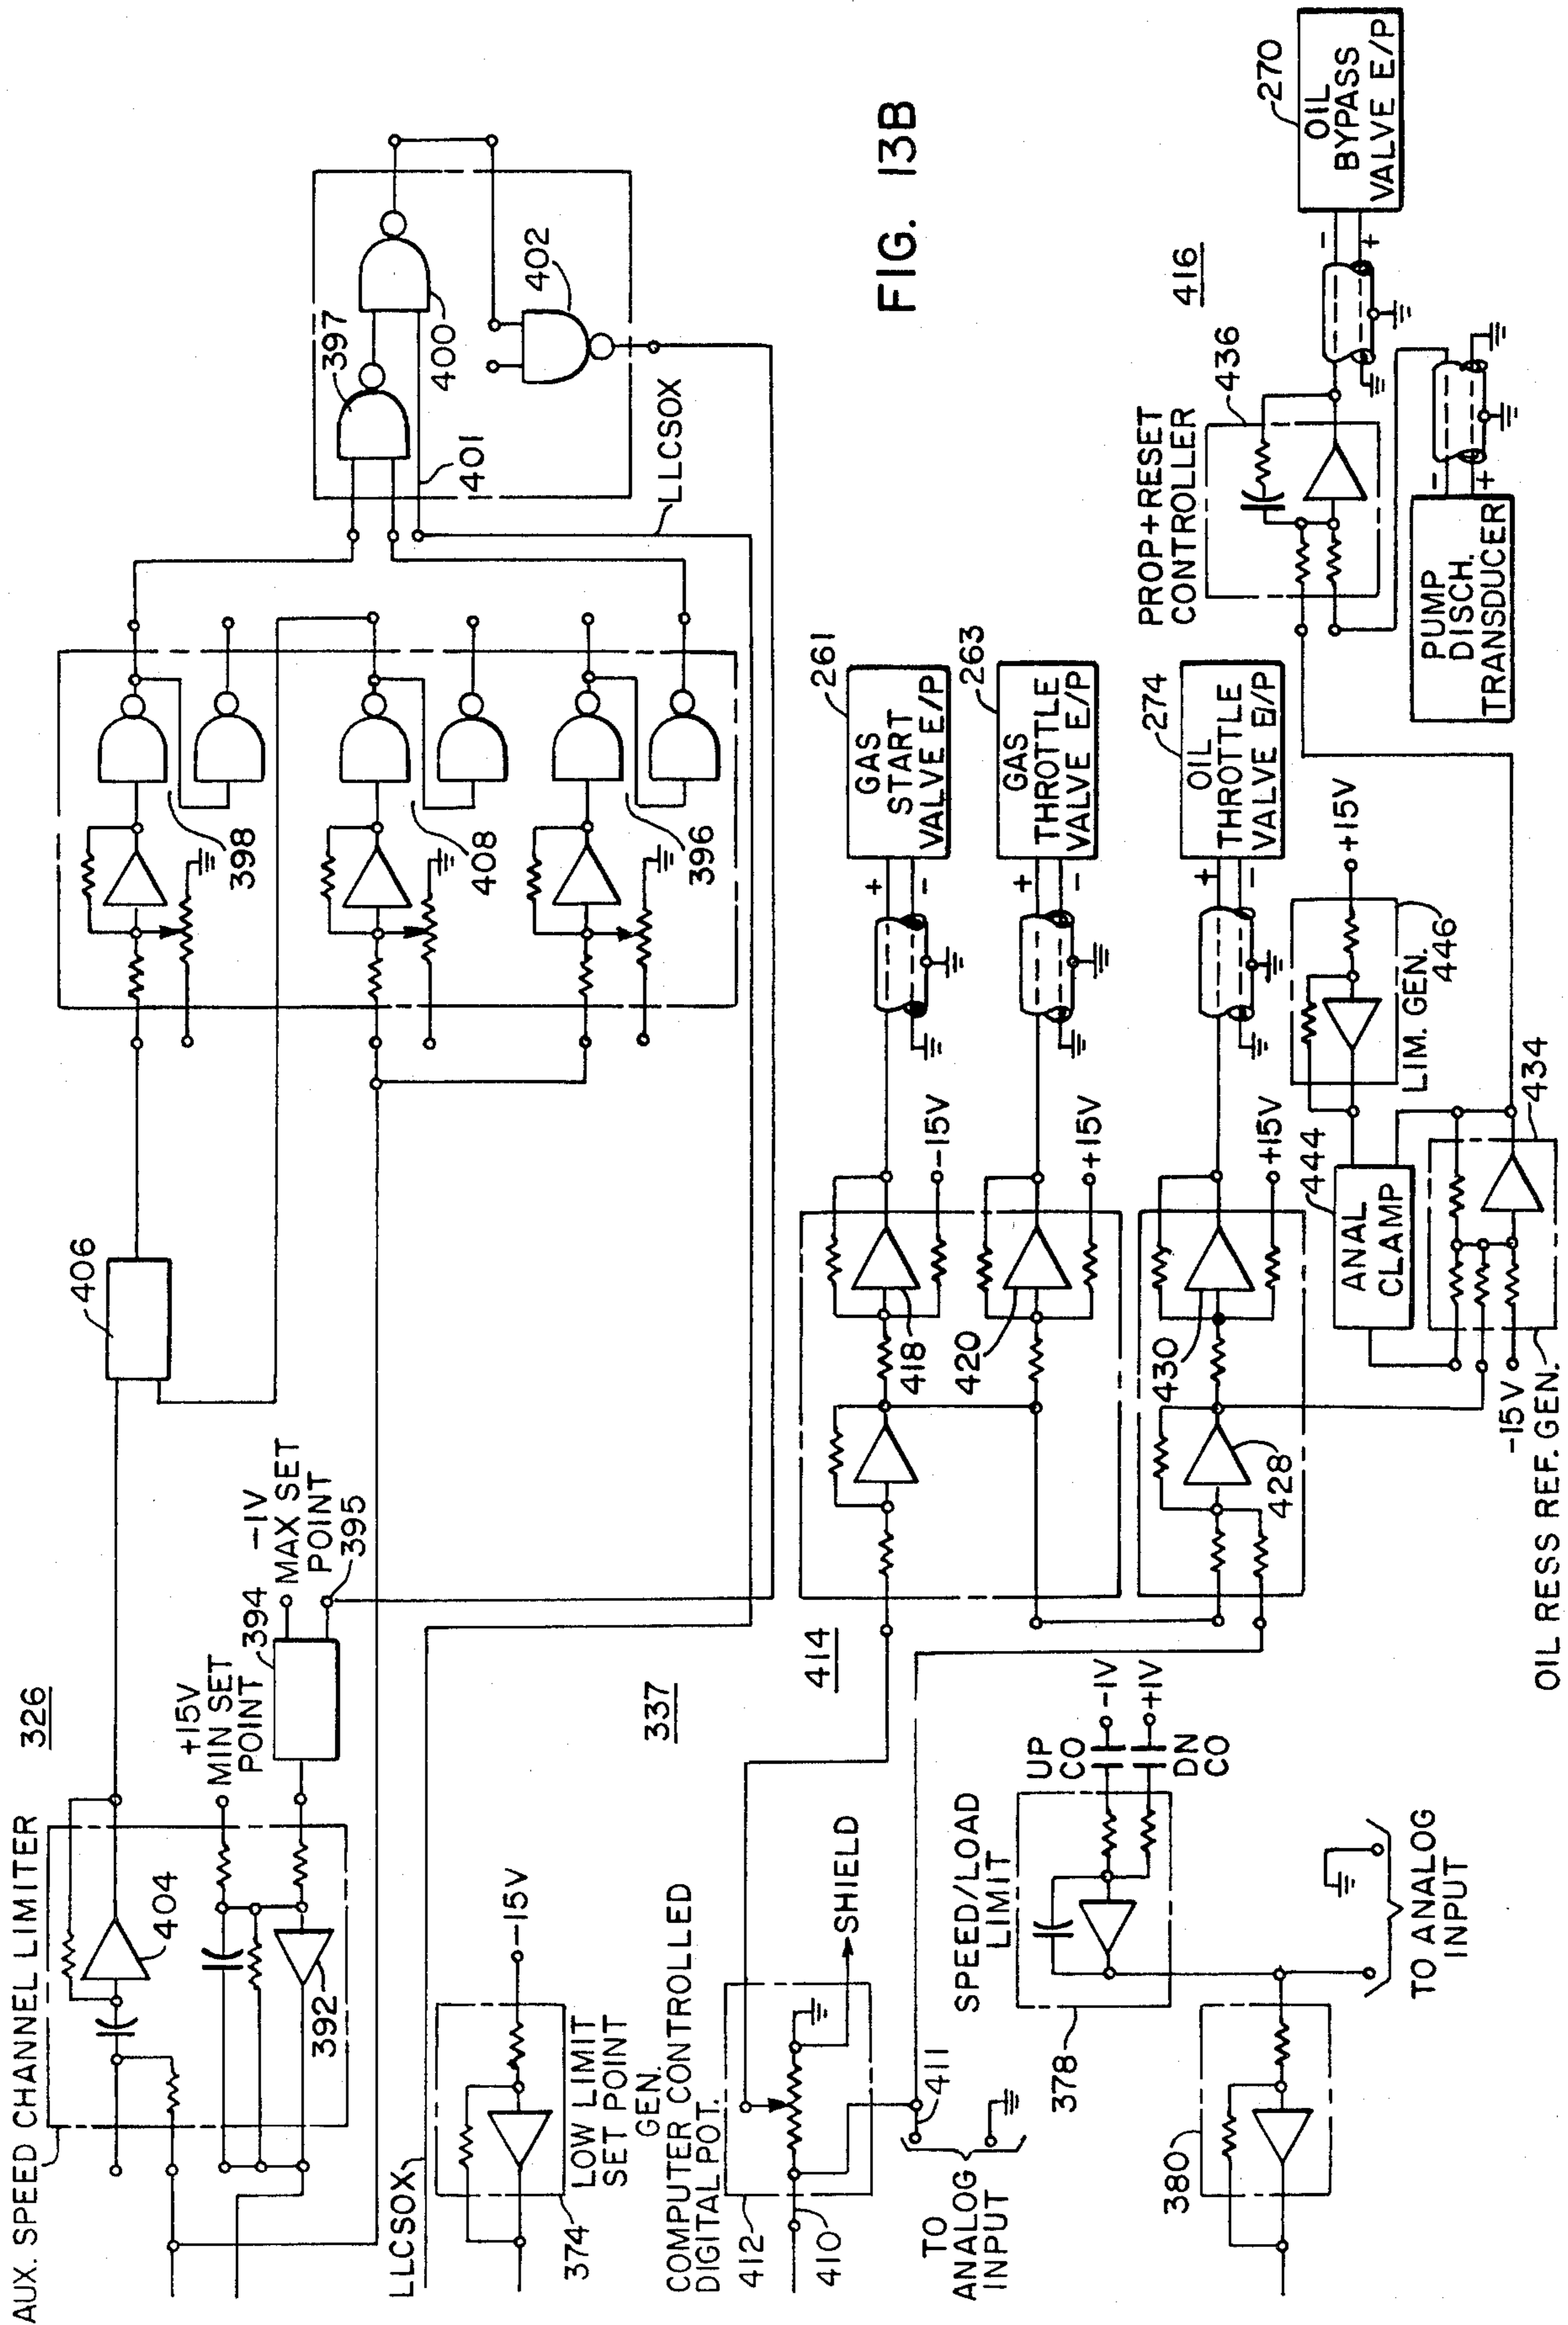 AUX. SPEED CHANNEL LIMITER
326
404
392
+15V
MIN SET
POINT
394
-1V
MAX SET
POINT
395
406
398
408
396
397
400
401
402
LLCSOX
FIG. 13B
LLCSOX
-15V
LOW LIMIT
SET POINT
GEN.
374
337
COMPUTER CONTROLLED
DIGITAL POT.
412
410
SHIELD
411
TO
ANALOG
INPUT
414
418
420
-15V
+15V
+
-
261
GAS
START
VALVE E/P
+
-
263
GAS
THROTTLE
VALVE E/P
428
430
+15V
+
-
274
OIL
THROTTLE
VALVE E/P
SPEED/LOAD
LIMIT
UP
CO
-1V
+1V
DN
CO
378
380
TO ANALOG
INPUT
444
ANAL
CLAMP
LIM. GEN.
446
+15V
434
-15V
OIL RESS REF. GEN.
PROP+RESET
CONTROLLER
436
416
-
+
270
OIL
BYPASS
VALVE E/P
-
+
PUMP
DISCH.
TRANSDUCER